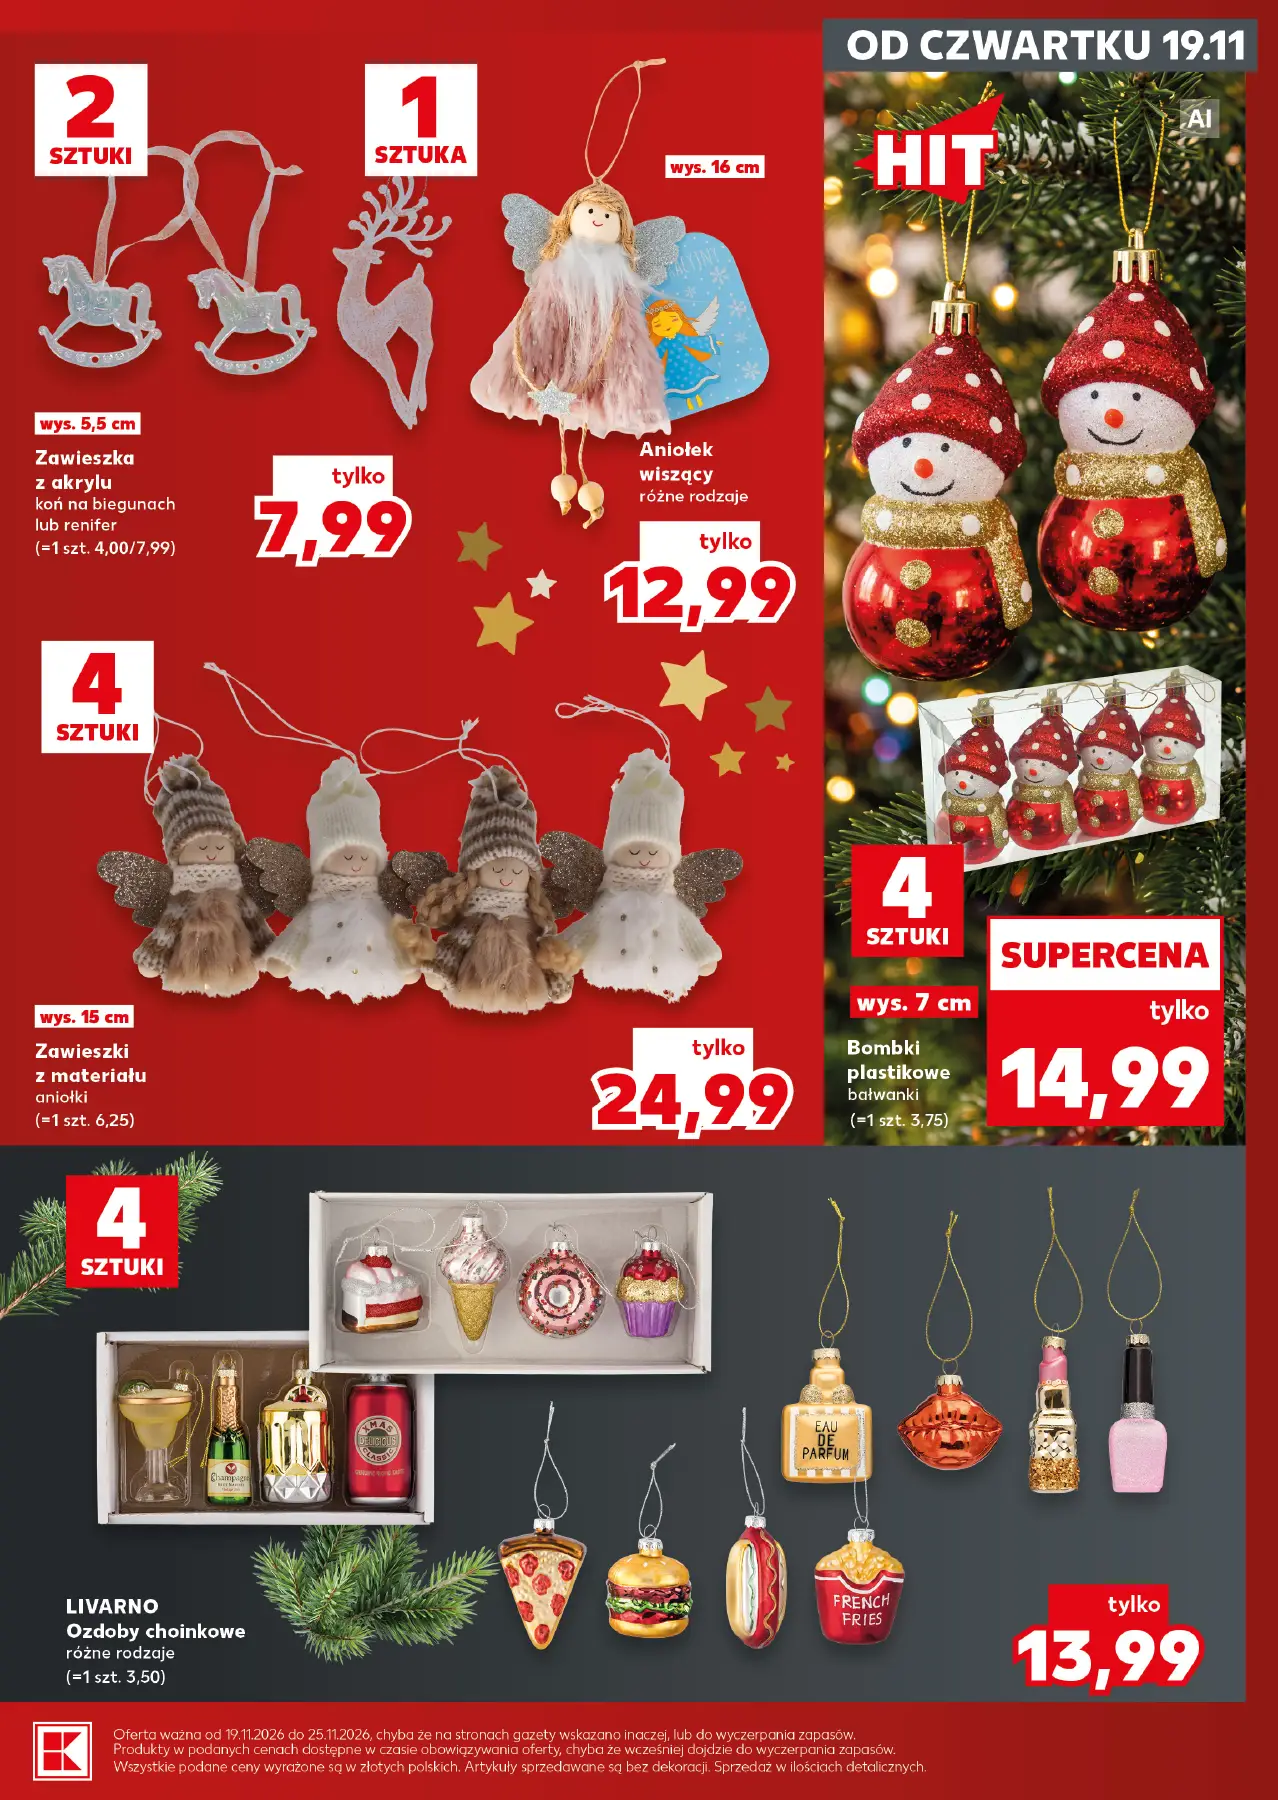 OD CZWARTKU 19.11
2
SZTUKI
1
SZTUKA
wys. 16 cm
wys. 5,5 cm
Zawieszka
z akrylu
koń na biegunach
lub renifer
(=1 szt. 4,00/7,99)
tylko
7,99
Aniołek
wiszący
różne rodzaje
tylko
12,99
HIT
AI
4
SZTUKI
wys. 15 cm
Zawieszki
z materiału
aniołki
(=1 szt. 6,25)
tylko
24,99
4
SZTUKI
wys. 7 cm
Bombki
plastikowe
bałwanki
(=1 szt. 3,75)
SUPERCENA
tylko
14,99
4
SZTUKI
Champagne
XMAS
DELICIOUS
CLASSIC
EAU
DE
PARFUM
FRENCH
FRIES
LIVARNO
Ozdoby choinkowe
różne rodzaje
(=1 szt. 3,50)
tylko
13,99
Oferta ważna od 19.11.2026 do 25.11.2026, chyba że na stronach gazety wskazano inaczej, lub do wyczerpania zapasów.
Produkty w podanych cenach dostępne w czasie obowiązywania oferty, chyba że wcześniej dojdzie do wyczerpania zapasów.
Wszystkie podane ceny wyrażone są w złotych polskich. Artykuły sprzedawane są bez dekoracji. Sprzedaż w ilościach detalicznych.